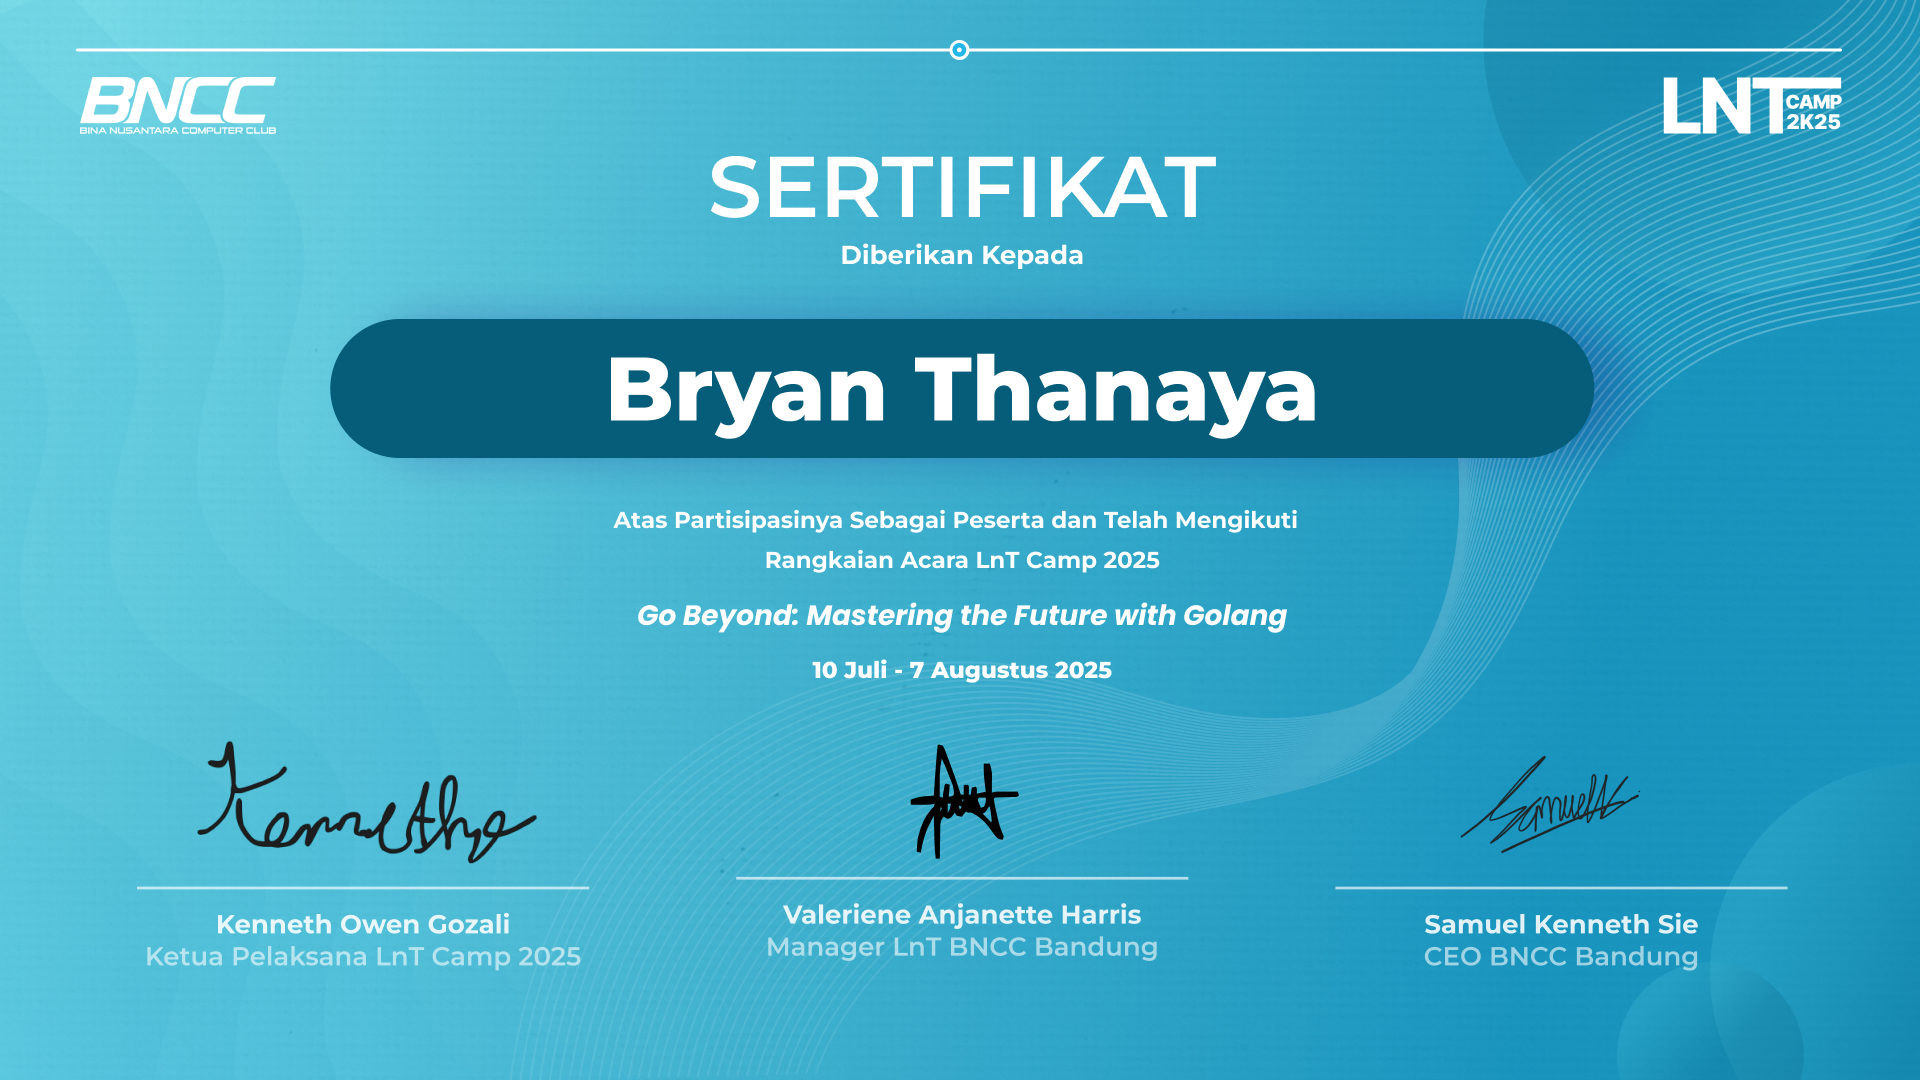 BNCC
BINA NUSANTARA COMPUTER CLUB
LNT CAMP 2K25
SERTIFIKAT
Diberikan Kepada
Bryan Thanaya
Atas Partisipasinya Sebagai Peserta dan Telah Mengikuti
Rangkaian Acara LnT Camp 2025
Go Beyond: Mastering the Future with Golang
10 Juli - 7 Augustus 2025
Kenneth Owen Gozali
Ketua Pelaksana LnT Camp 2025
Valeriene Anjanette Harris
Manager LnT BNCC Bandung
Samuel Kenneth Sie
CEO BNCC Bandung